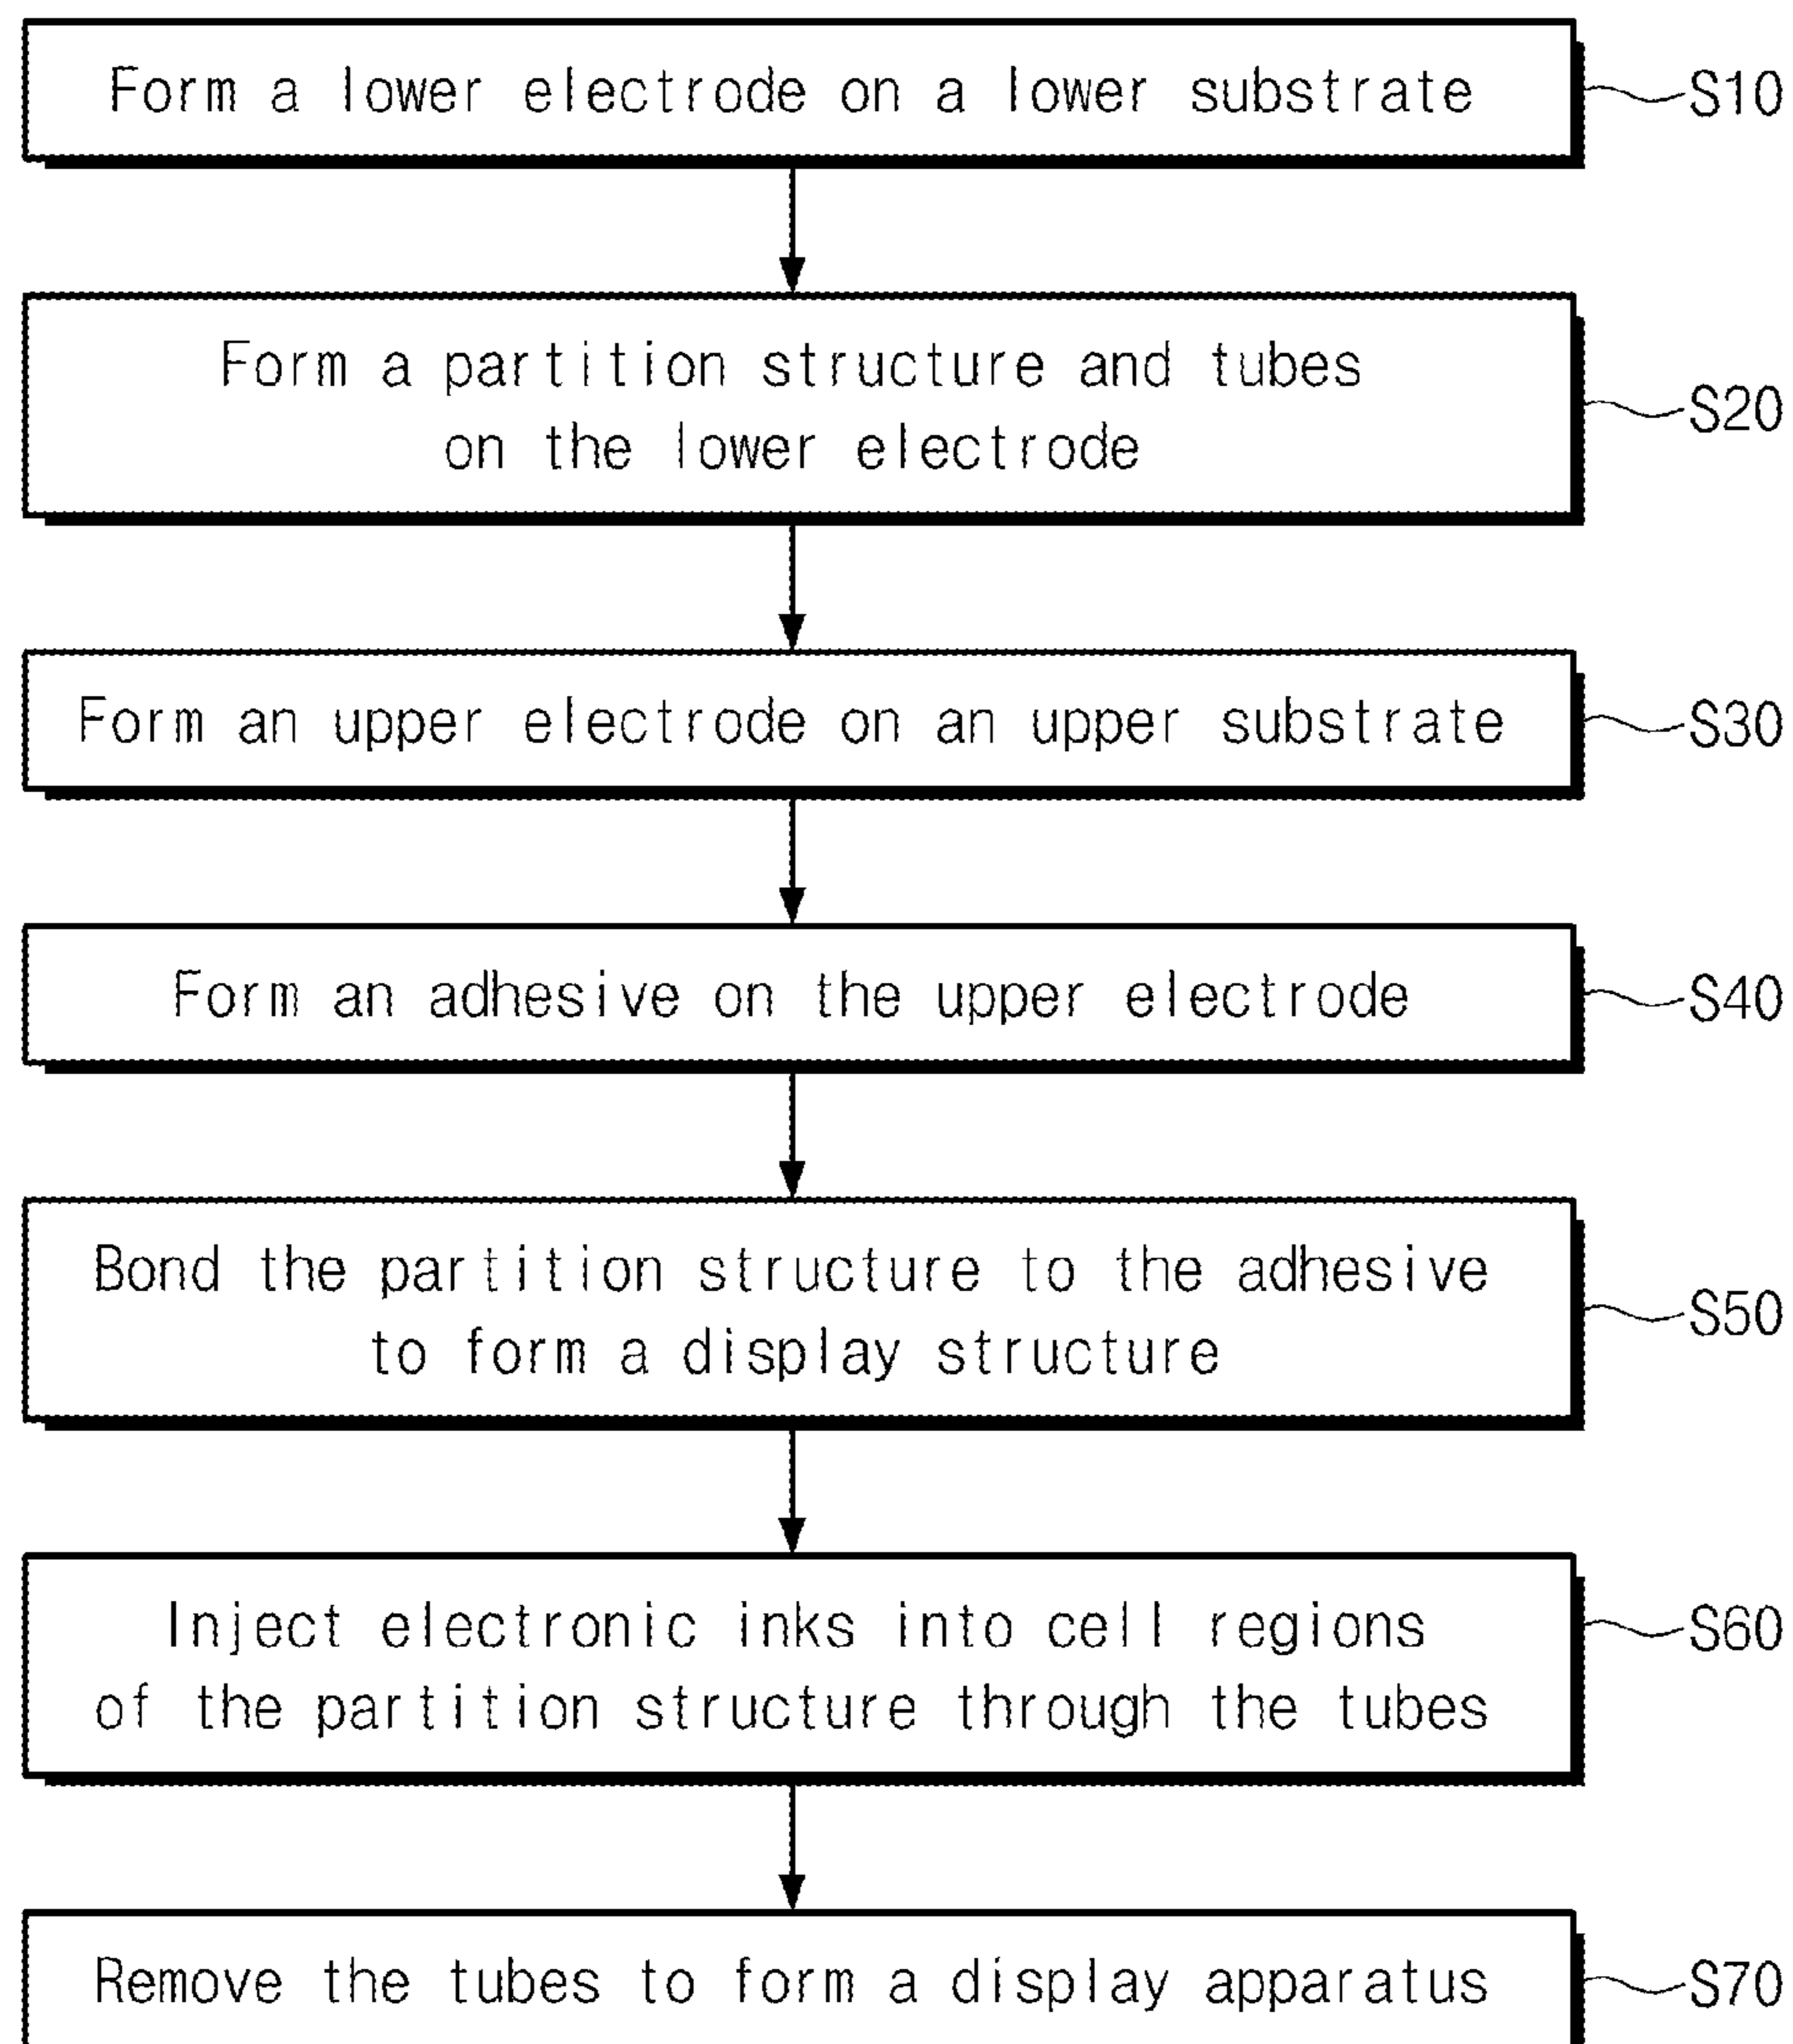 Form a lower electrode on a lower substrate
S10
Form a partition structure and tubes
on the lower electrode
S20
Form an upper electrode on an upper substrate
S30
Form an adhesive on the upper electrode
S40
Bond the partition structure to the adhesive
to form a display structure
S50
Inject electronic inks into cell regions
of the partition structure through the tubes
S60
Remove the tubes to form a display apparatus
S70